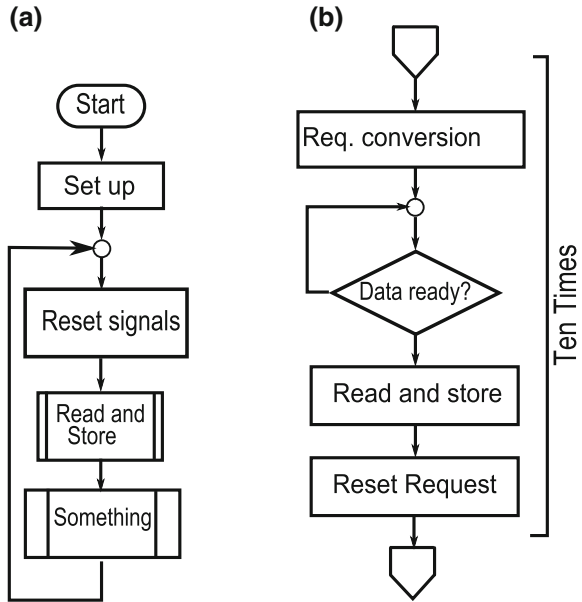 (a)
Start
Set up
Reset signals
Read and
Store
Something
(b)
Req. conversion
Data ready?
Read and store
Reset Request
Ten Times